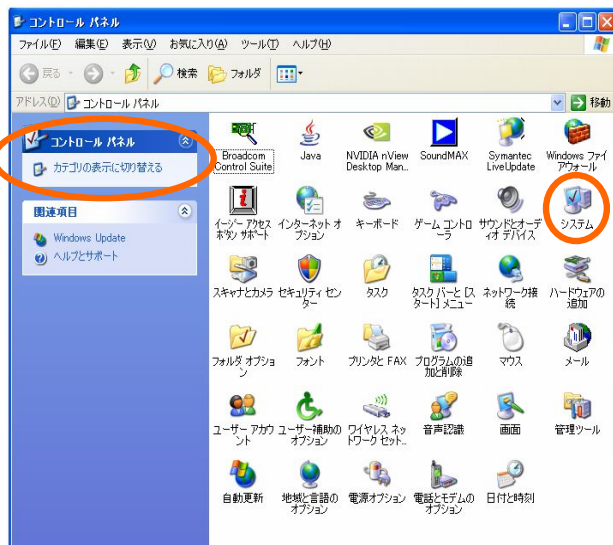 コントロール パネル
ファイル(F) 編集(E) 表示(V) お気に入り(A) ツール(T) ヘルプ(H)
戻る 検索 フォルダ
アドレス(D) コントロール パネル 移動
コントロール パネル
カテゴリの表示に切り替える
関連項目
Windows Update
ヘルプとサポート
Broadcom Java NVIDIA nView SoundMAX Symantec Windows ファイ
Control Suite Desktop Man... LiveUpdate アウォール
イージー アクセス インターネット オ キーボード ゲーム コントロ サウンドとオーデ システム
ボタン サポート プション ーラ ィオ デバイス
スキャナとカメラ セキュリティ セン タスク タスク バーと [ス ネットワーク接 ハードウェアの
ター タート] メニュー 続 追加
フォルダ オプショ フォント プリンタと FAX プログラムの追 マウス メール
ン 加と削除
ユーザー アカウ ユーザー補助の ワイヤレス ネッ 音声認識 画面 管理ツール
ント オプション トワーク セット...
自動更新 地域と言語の 電源オプション 電話とモデムの 日付と時刻
オプション オプション